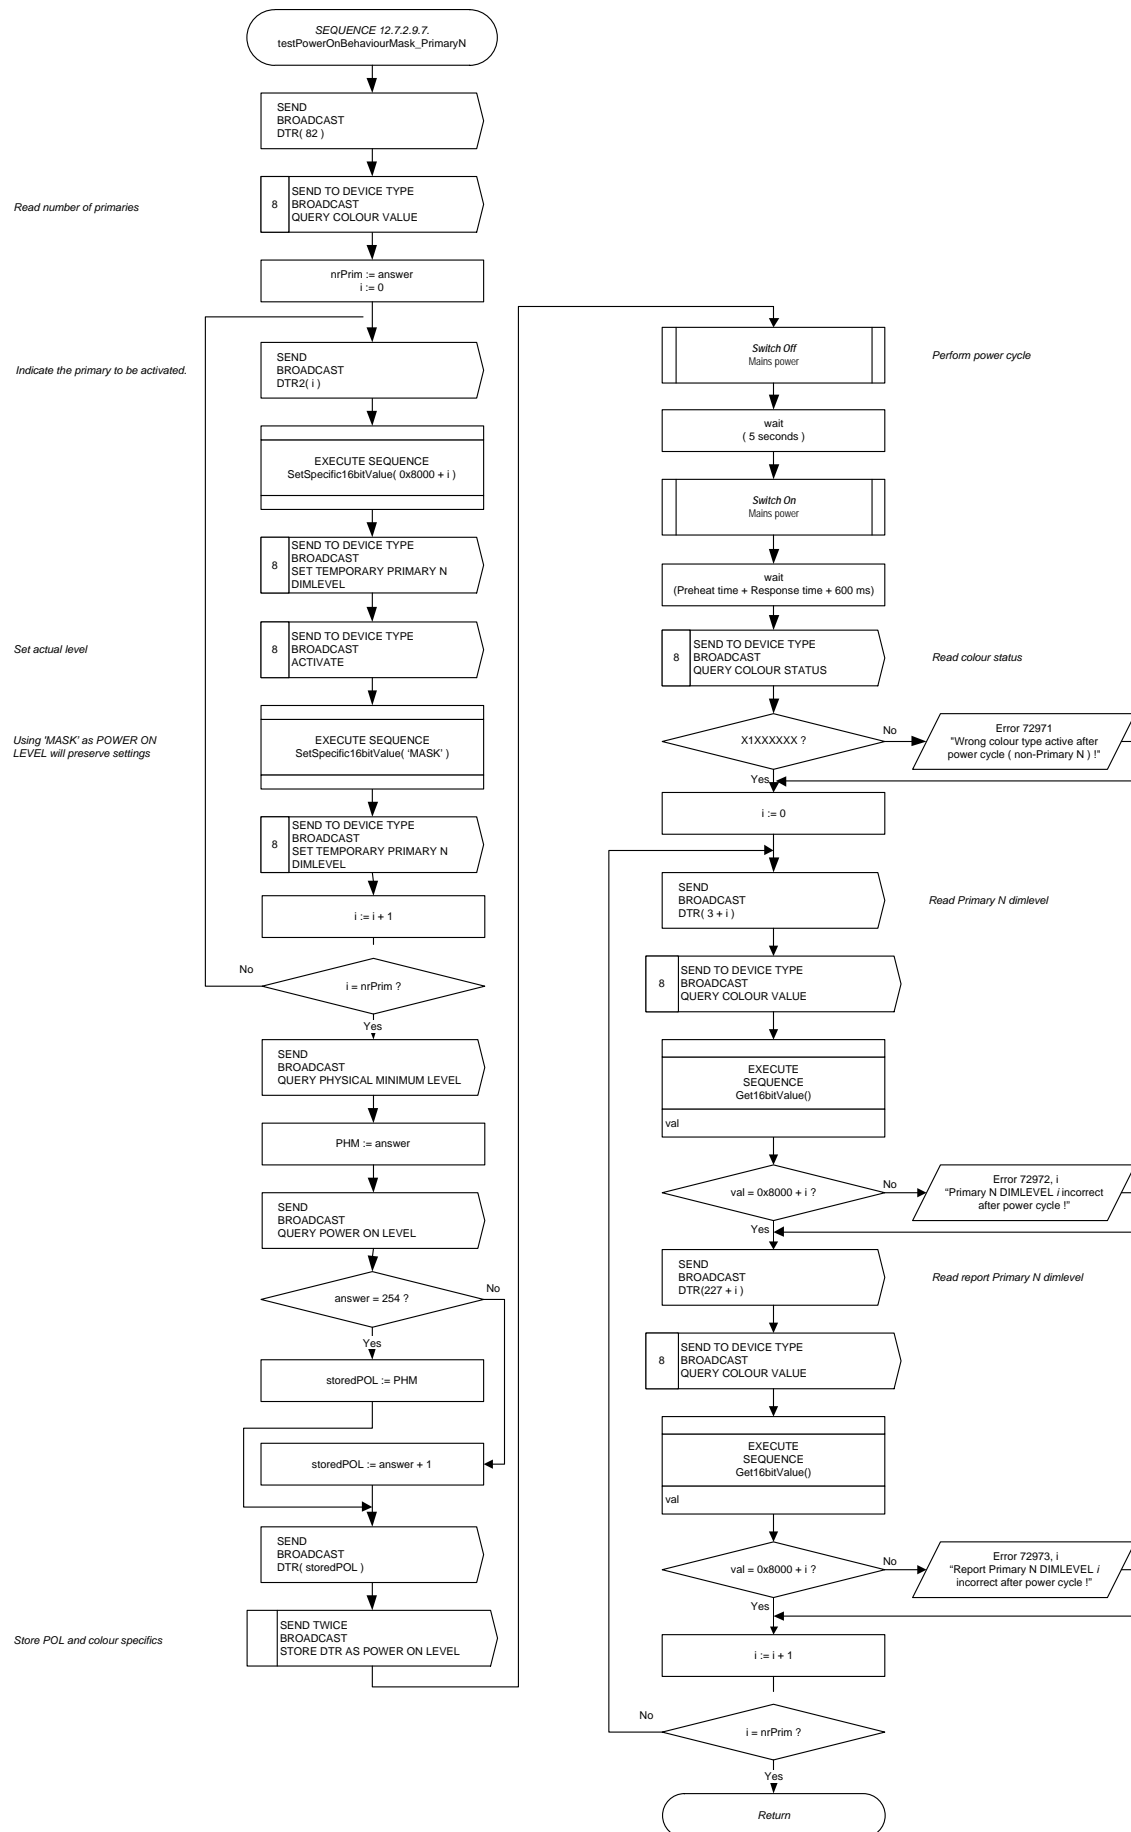 SEQUENCE 12.7.2.9.7.
testPowerOnBehaviourMask_PrimaryN
SEND
BROADCAST
DTR( 82 )
Read number of primaries
8
SEND TO DEVICE TYPE
BROADCAST
QUERY COLOUR VALUE
nrPrim := answer
i := 0
Indicate the primary to be activated.
SEND
BROADCAST
DTR2( i )
EXECUTE SEQUENCE
SetSpecific16bitValue( 0x8000 + i )
8
SEND TO DEVICE TYPE
BROADCAST
SET TEMPORARY PRIMARY N
DIMLEVEL
Set actual level
8
SEND TO DEVICE TYPE
BROADCAST
ACTIVATE
Using 'MASK' as POWER ON
LEVEL will preserve settings
EXECUTE SEQUENCE
SetSpecific16bitValue( 'MASK' )
8
SEND TO DEVICE TYPE
BROADCAST
SET TEMPORARY PRIMARY N
DIMLEVEL
i := i + 1
No
i = nrPrim ?
Yes
SEND
BROADCAST
QUERY PHYSICAL MINIMUM LEVEL
PHM := answer
SEND
BROADCAST
QUERY POWER ON LEVEL
answer = 254 ?
No
Yes
storedPOL := PHM
storedPOL := answer + 1
SEND
BROADCAST
DTR( storedPOL )
Store POL and colour specifics
SEND TWICE
BROADCAST
STORE DTR AS POWER ON LEVEL
Switch Off
Mains power
Perform power cycle
wait
( 5 seconds )
Switch On
Mains power
wait
(Preheat time + Response time + 600 ms)
8
SEND TO DEVICE TYPE
BROADCAST
QUERY COLOUR STATUS
Read colour status
X1XXXXXX ?
No
Error 72971
"Wrong colour type active after
power cycle ( non-Primary N ) !"
Yes
i := 0
SEND
BROADCAST
DTR( 3 + i )
Read Primary N dimlevel
8
SEND TO DEVICE TYPE
BROADCAST
QUERY COLOUR VALUE
EXECUTE
SEQUENCE
Get16bitValue()
val
val = 0x8000 + i ?
No
Error 72972, i
“Primary N DIMLEVEL i incorrect
after power cycle !”
Yes
SEND
BROADCAST
DTR(227 + i )
Read report Primary N dimlevel
8
SEND TO DEVICE TYPE
BROADCAST
QUERY COLOUR VALUE
EXECUTE
SEQUENCE
Get16bitValue()
val
val = 0x8000 + i ?
No
Error 72973, i
“Report Primary N DIMLEVEL i
incorrect after power cycle !”
Yes
i := i + 1
No
i = nrPrim ?
Yes
Return